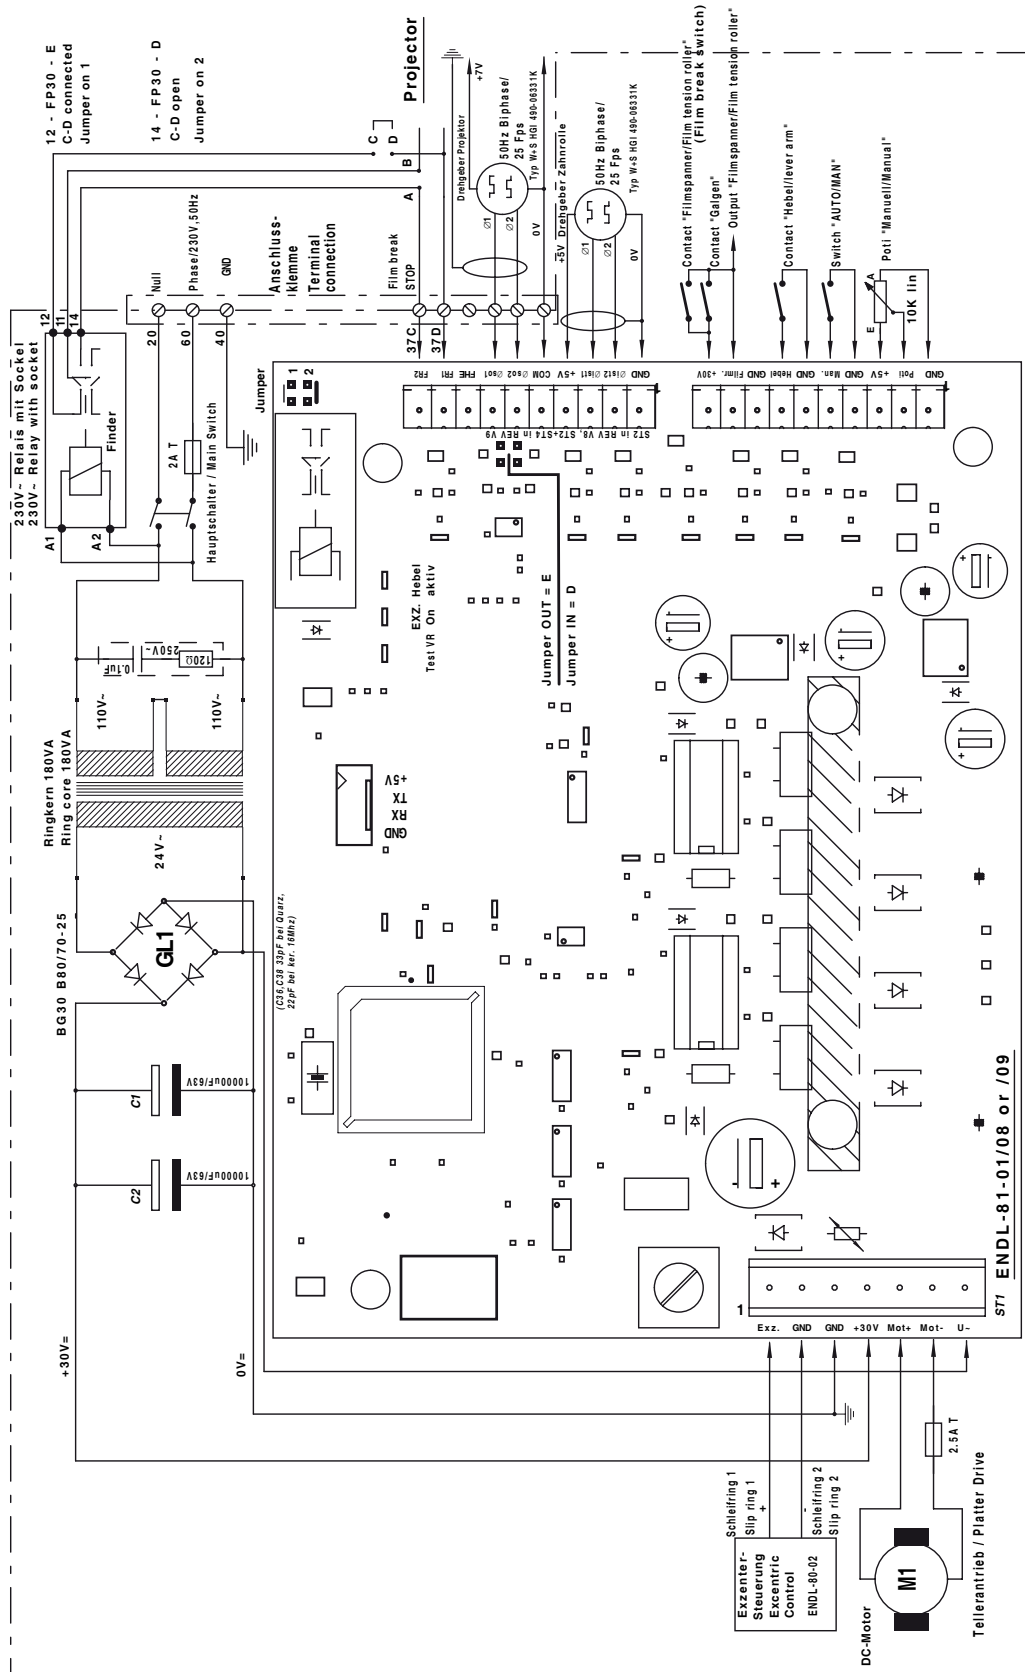 12 - FP30 - E
C-D connected
Jumper on 1
14 - FP30 - D
C-D open
Jumper on 2
Projector
C
D
B
A
230V~ Relais mit Sockel
230V~ Relay with socket
12
11
14
Finder
A1
A2
20
60
40
Null
Phase/230V,50Hz
GND
2A T
Hauptschalter / Main Switch
Anschluss-
klemme
Terminal
connection
Film break
STOP
37C
37D
Drehgeber Projektor
+7V
Ø1
Ø2
50Hz Biphase/
25 Fps
Typ W+S HGI 490-06331K
0V
+5V
Drehgeber Zahnrolle
Ø1
Ø2
50Hz Biphase/
25 Fps
Typ W+S HGI 490-06331K
0V
Contact "Filmspanner/Film tension roller"
(Film break switch)
Contact "Galgen"
Output "Filmspanner/Film tension roller"
Contact "Hebel/lever arm"
Switch "AUTO/MAN"
Poti "Manuell/Manual"
E
A
10K lin
Ringkern 180VA
Ring core 180VA
110V~
110V~
0.1uF
250V~
120Ω
24V~
BG30 B80/70-25
GL1
C1
10000uF/63V
C2
10000uF/63V
+30V=
0V=
Jumper
1
2
FR2
FR1
FHE
Øso1
Øso2
COM
+5V
Øist1
Øist2
GND
1
ST2 in REV V8, ST2+ST4 in REV V9
+30V
Filmr.
GND
Hebel
GND
Man.
GND
+5V
Poti
GND
1
EXZ. Hebel
Test VR On aktiv
Jumper OUT = E
Jumper IN = D
+5V
TX
RX
GND
(C36,C38 33pF bei Quarz,
22pF bei ker. 16Mhz)
ST1 ENDL-81-01/08 or /09
1
Exz.
GND
GND
+30V
Mot+
Mot-
U~
Schleifring 1
Slip ring 1
+
-
Schleifring 2
Slip ring 2
Exzenter-
Steuerung
Excentric
Control
ENDL-80-02
2.5A T
DC-Motor
M1
Tellerantrieb / Platter Drive